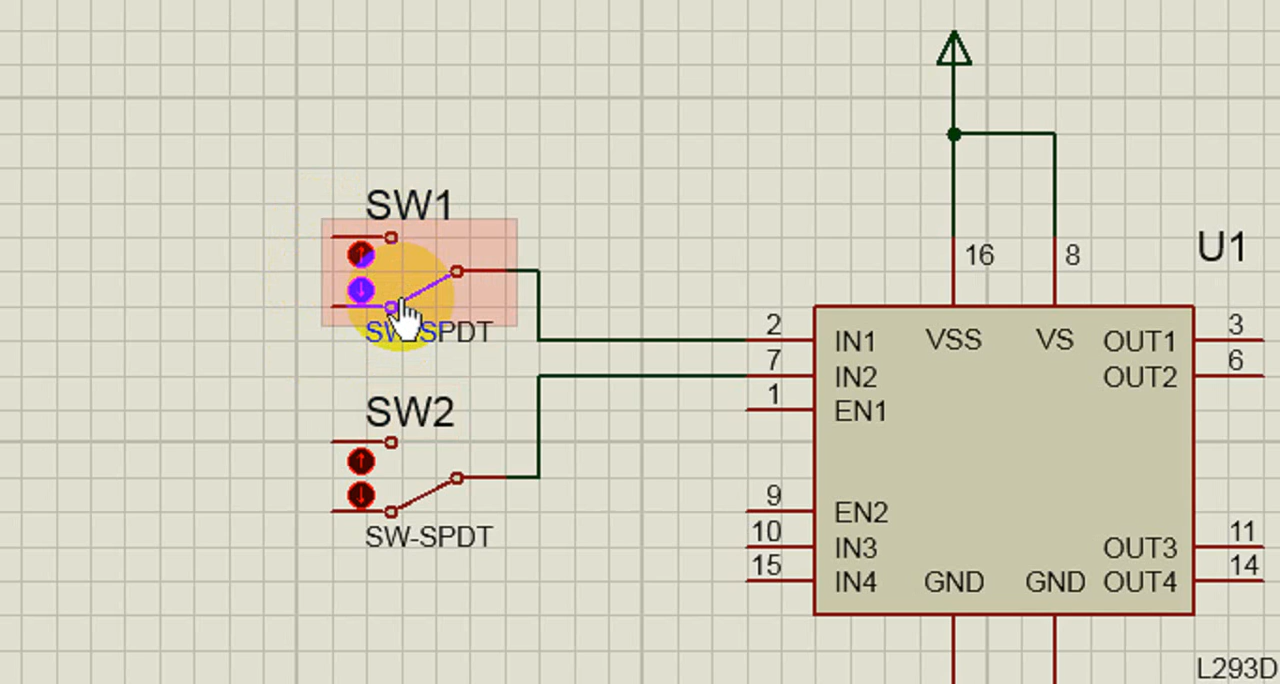 SW1
SW-SPDT
SW2
SW-SPDT
16
8
U1
2
7
1
9
10
15
IN1
IN2
EN1
EN2
IN3
IN4
VSS
VS
GND
GND
OUT1
OUT2
OUT3
OUT4
3
6
11
14
L293D